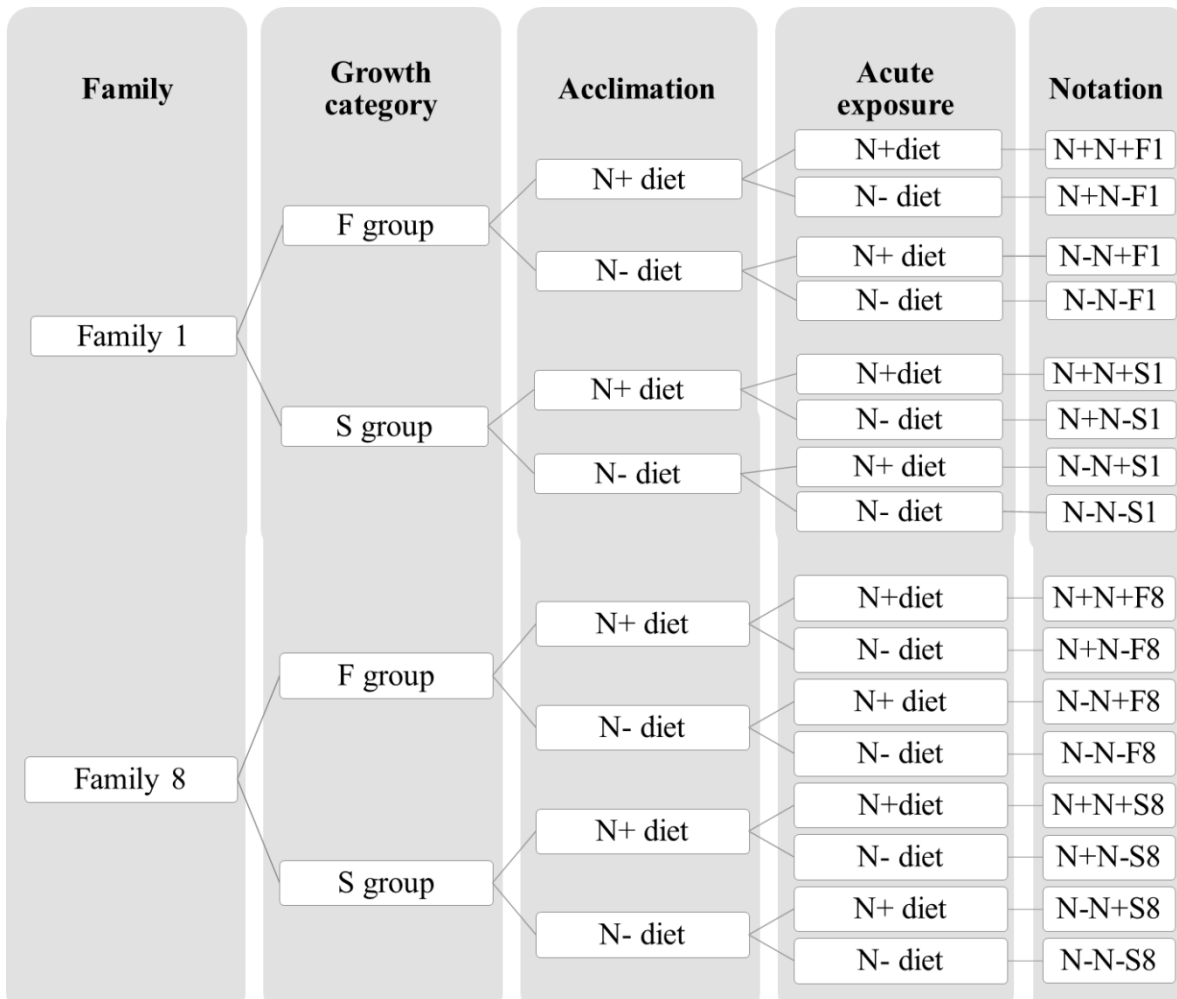 Family
Growth
category
Acclimation
Acute
exposure
Notation
N+diet
N+N+F1
N+ diet
N- diet
N+N-F1
F group
N- diet
N+ diet
N-N+F1
N- diet
N-N-F1
Family 1
N+diet
N+N+S1
N+ diet
N- diet
N+N-S1
S group
N- diet
N+ diet
N-N+S1
N- diet
N-N-S1
N+diet
N+N+F8
N+ diet
N- diet
N+N-F8
F group
N+ diet
N-N+F8
N- diet
N- diet
N-N-F8
Family 8
N+diet
N+N+S8
N+ diet
N- diet
N+N-S8
S group
N+ diet
N-N+S8
N- diet
N- diet
N-N-S8